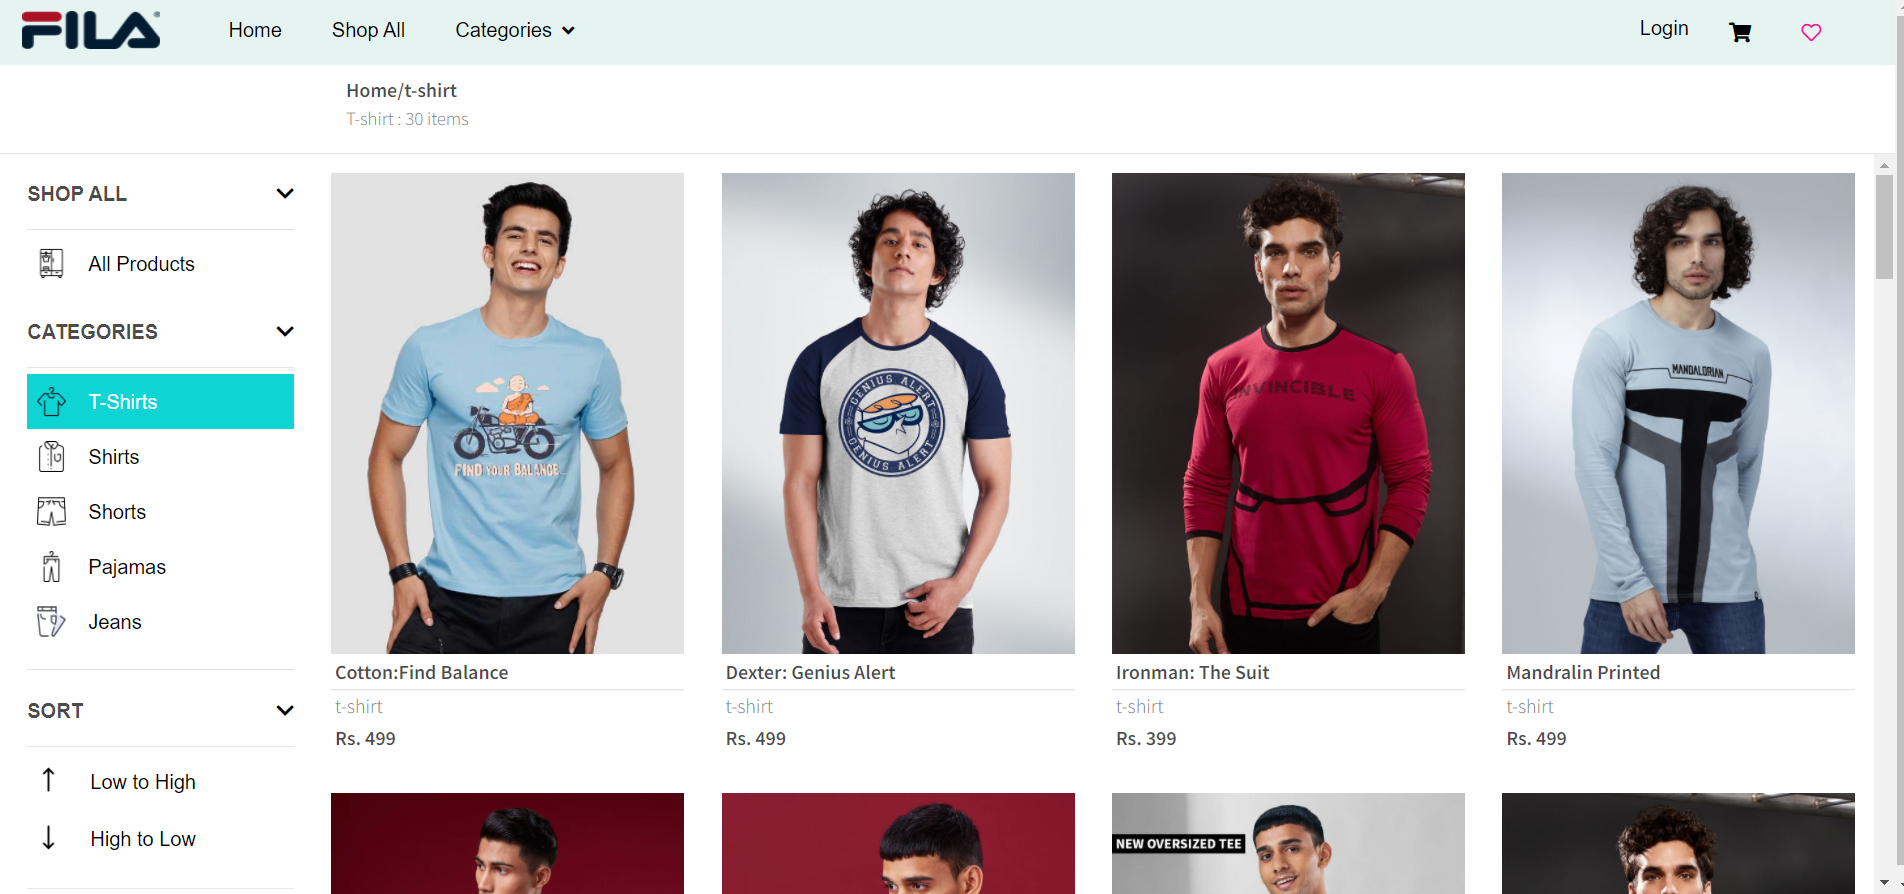 FILA
Home
Shop All
Categories
Login
Home/t-shirt
T-shirt : 30 items
SHOP ALL
All Products
CATEGORIES
T-Shirts
Shirts
Shorts
Pajamas
Jeans
SORT
Low to High
High to Low
FIND YOUR BALANCE
Cotton:Find Balance
t-shirt
Rs. 499
GENIUS ALERT
GENIUS ALERT
Dexter: Genius Alert
t-shirt
Rs. 499
INVINCIBLE
Ironman: The Suit
t-shirt
Rs. 399
MANDALORIAN
Mandralin Printed
t-shirt
Rs. 499
NEW OVERSIZED TEE